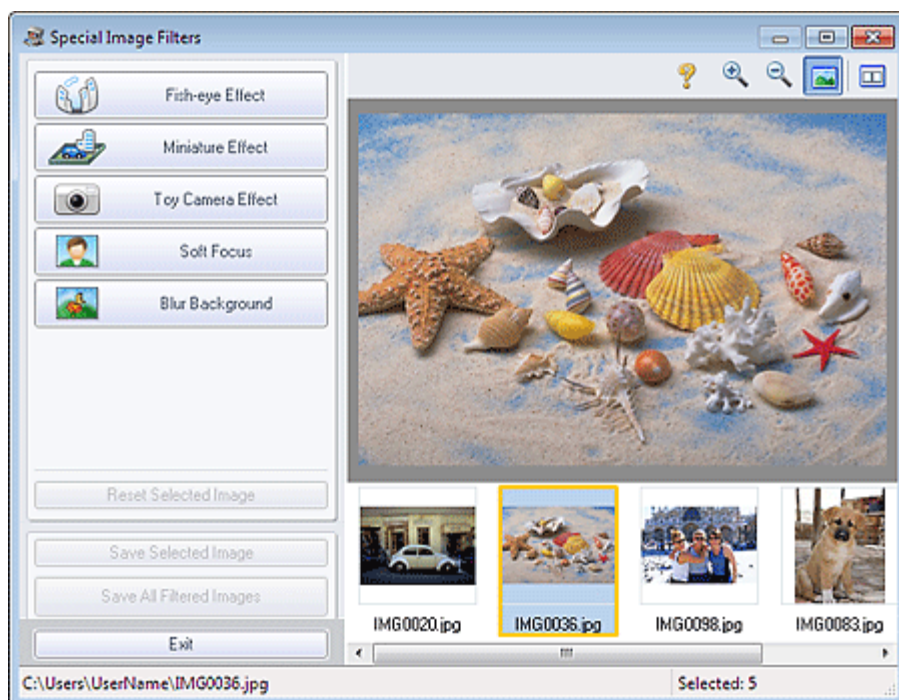 Special Image Filters
Fish-eye Effect
Miniature Effect
Toy Camera Effect
Soft Focus
Blur Background
Reset Selected Image
Save Selected Image
Save All Filtered Images
Exit
IMG0020.jpg
IMG0036.jpg
IMG0098.jpg
IMG0083.jpg
C:\Users\UserName\IMG0036.jpg
Selected: 5